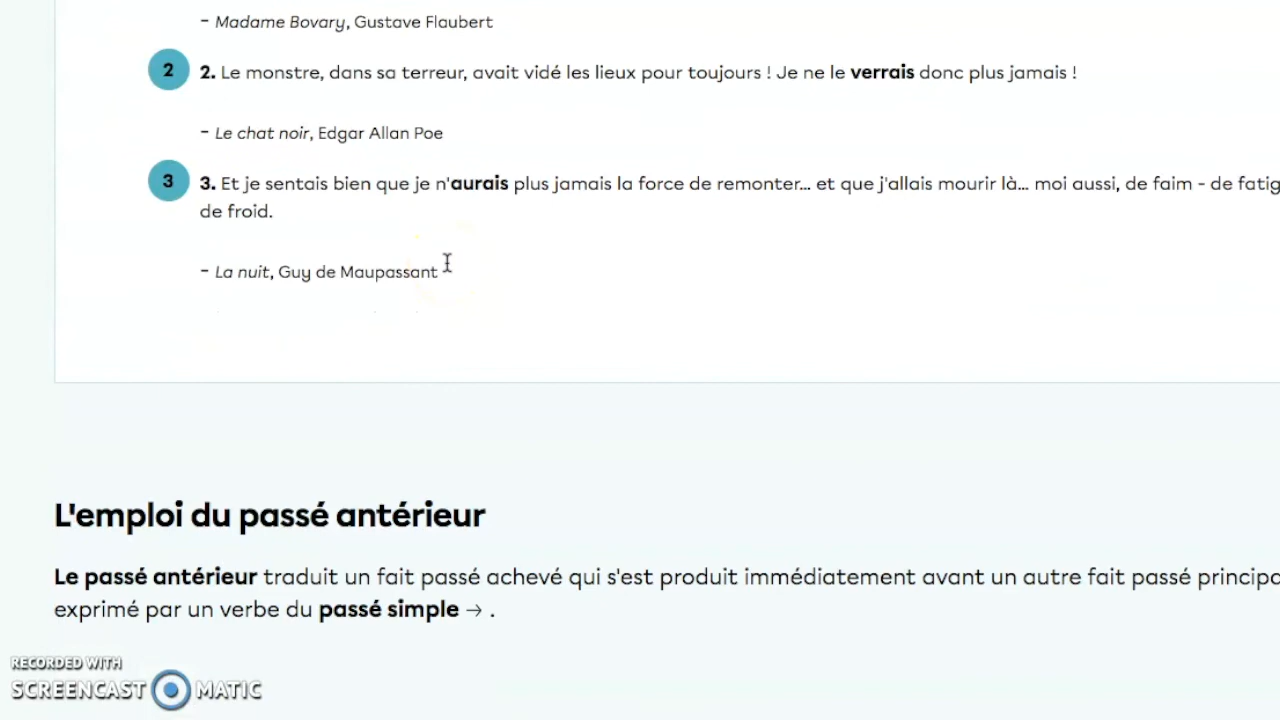 - Madame Bovary, Gustave Flaubert
2 2. Le monstre, dans sa terreur, avait vidé les lieux pour toujours ! Je ne le verrais donc plus jamais !
- Le chat noir, Edgar Allan Poe
3 3. Et je sentais bien que je n'aurais plus jamais la force de remonter... et que j'allais mourir là... moi aussi, de faim - de
de froid.
- La nuit, Guy de Maupassant
L'emploi du passé antérieur
Le passé antérieur traduit un fait passé achevé qui s'est produit immédiatement avant un autre fait passé
exprimé par un verbe du passé simple → .
RECORDED WITH
SCREENCAST MATIC